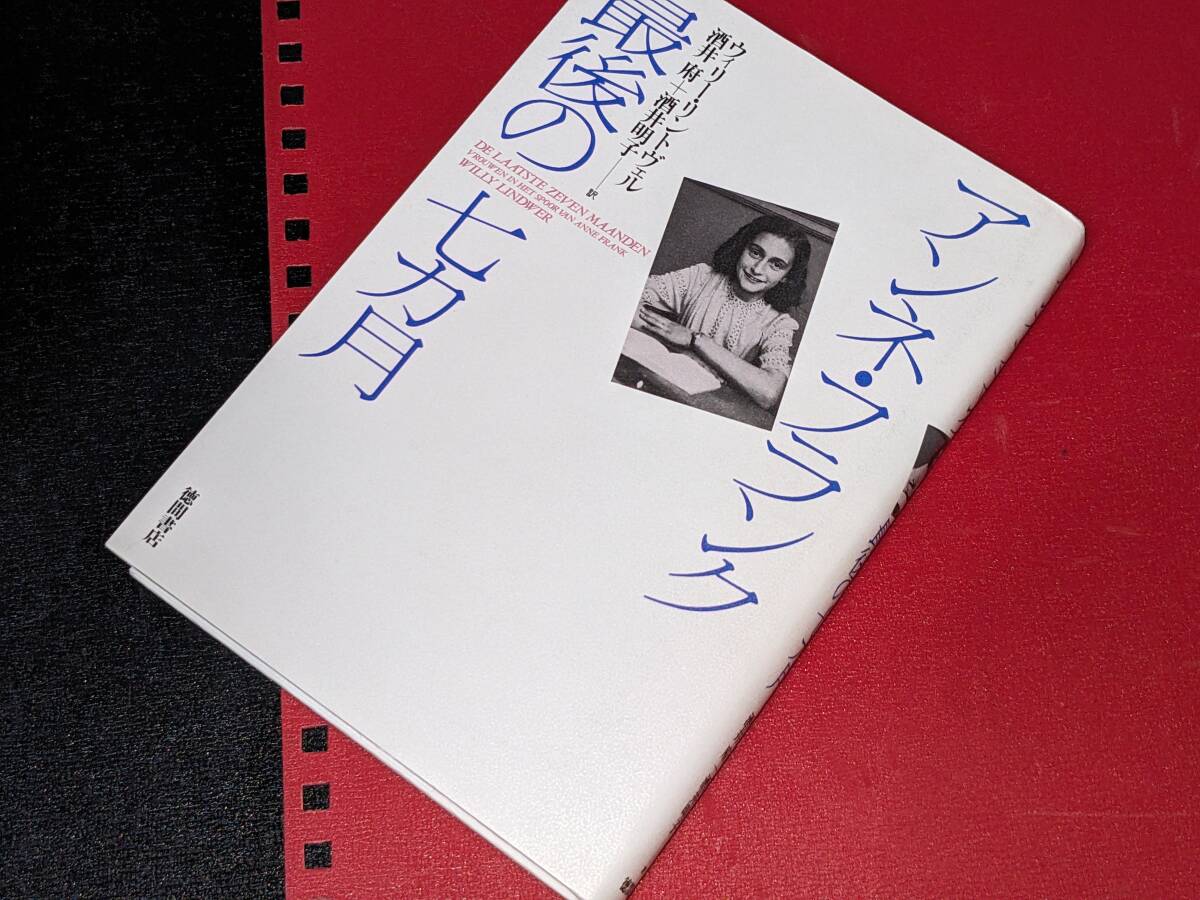 アンネ・フランク
最後の
七カ月
ウィリー・リントヴェル
酒井 府+酒井明子――訳
DE LAATSTE ZEVEN MAANDEN
VROUWEN IN HET SPOOR VAN ANNE FRANK
WILLY LINDWER
徳間書店